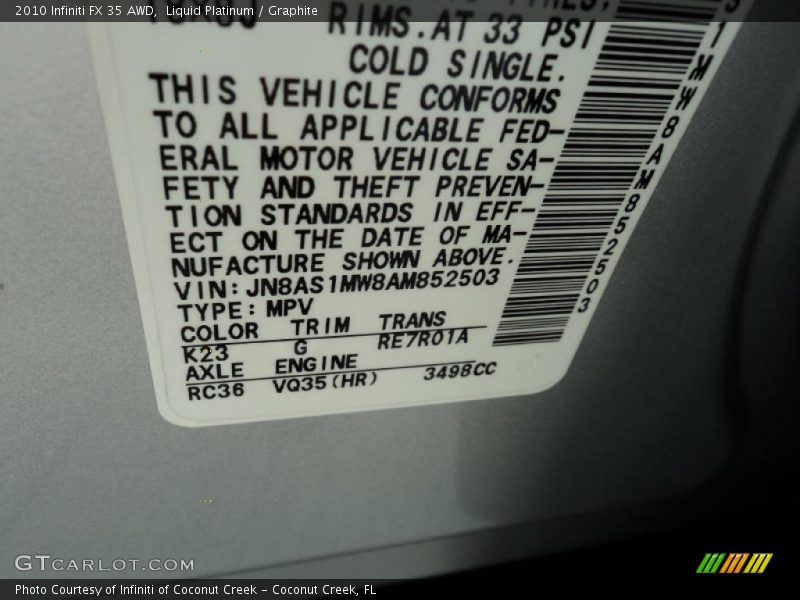 2010 Infiniti FX 35 AWD, Liquid Platinum / Graphite
RIMS.AT 33 PSI
COLD SINGLE.
THIS VEHICLE CONFORMS
TO ALL APPLICABLE FED-
ERAL MOTOR VEHICLE SA-
FETY AND THEFT PREVEN-
TION STANDARDS IN EFF-
ECT ON THE DATE OF MA-
NUFACTURE SHOWN ABOVE.
VIN:JN8AS1MW8AM852503
TYPE:MPV
COLOR TRIM TRANS
K23 G RE7R01A
AXLE ENGINE
RC36 VQ35(HR) 3498CC
S1MW8AM852503
GTCARLOT.COM
Photo Courtesy of Infiniti of Coconut Creek - Coconut Creek, FL